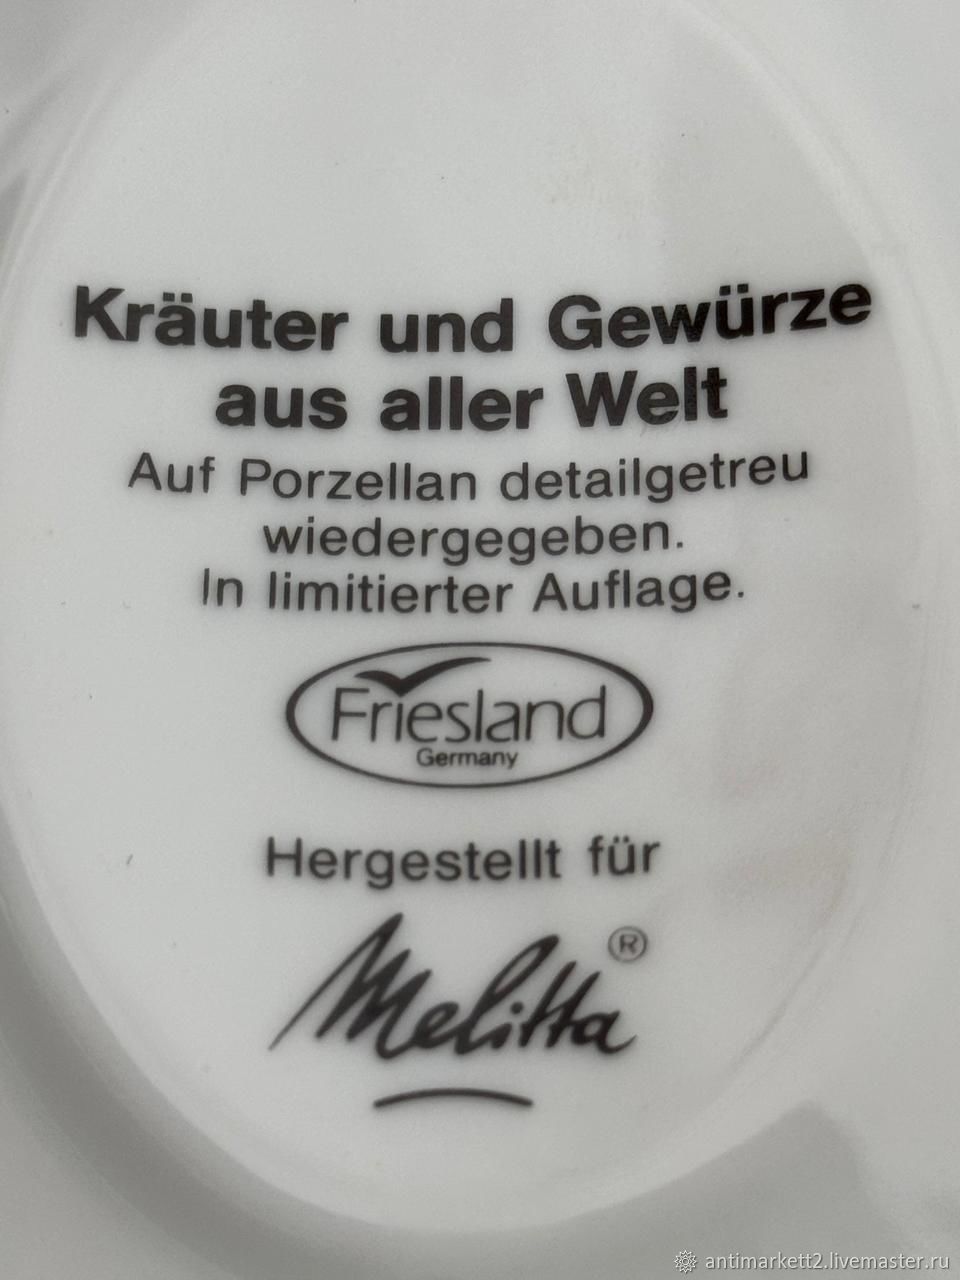 Kräuter und Gewürze
aus aller Welt
Auf Porzellan detailgetreu
wiedergegeben.
In limitierter Auflage.
Friesland
Germany
Hergestellt für
Melitta®
antimarkett2.livemaster.ru